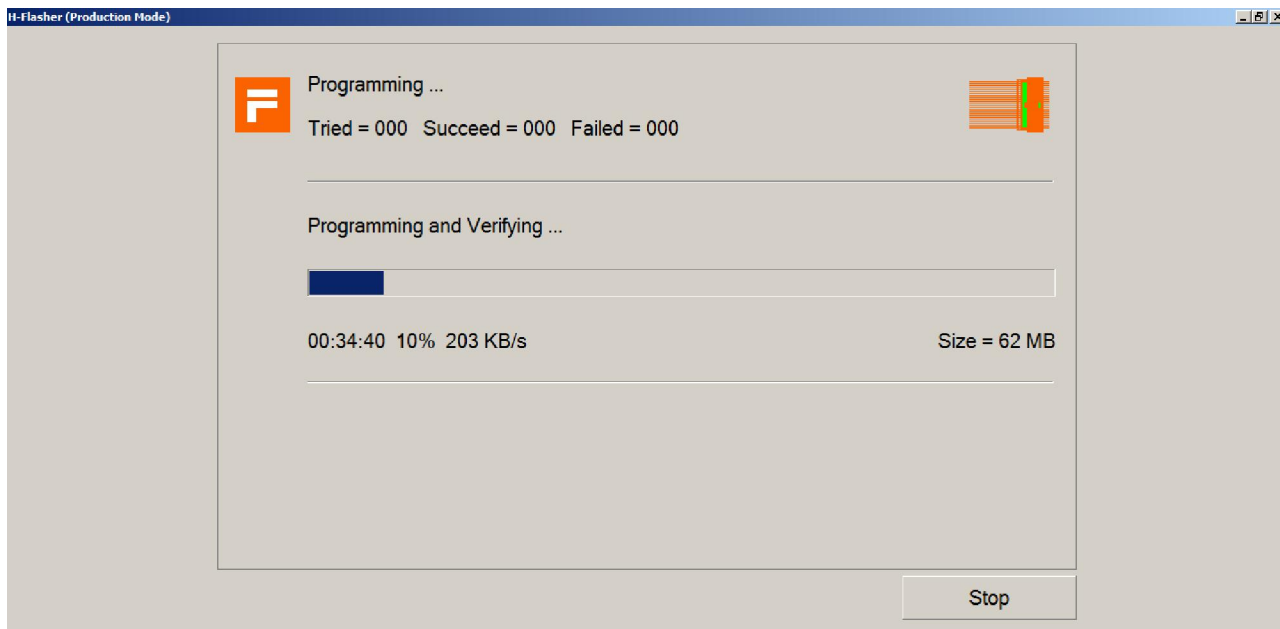 H-Flasher (Production Mode)
Programming ...
Tried = 000 Succeed = 000 Failed = 000
Programming and Verifying ...
00:34:40 10% 203 KB/s Size = 62 MB
Stop